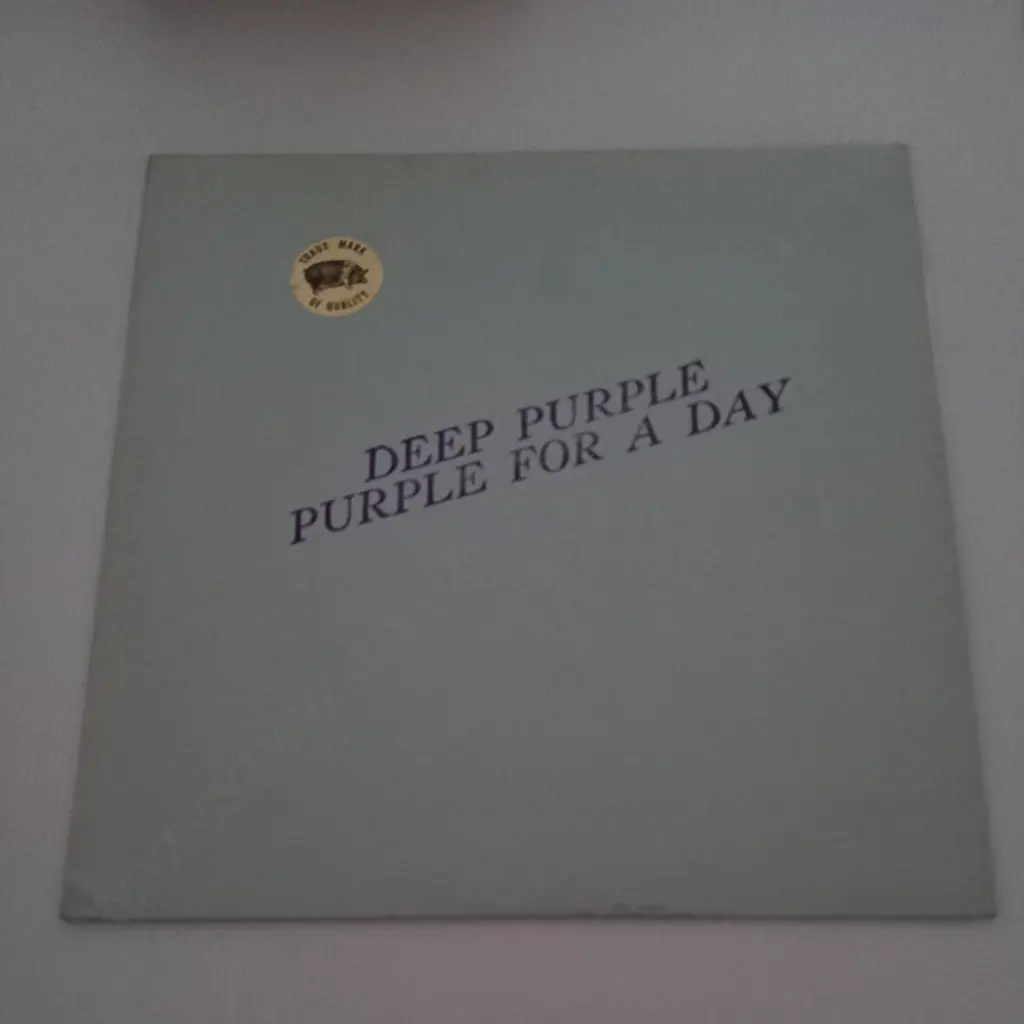 TRADE MARK
OF QUALITY
DEEP PURPLE
PURPLE FOR A DAY